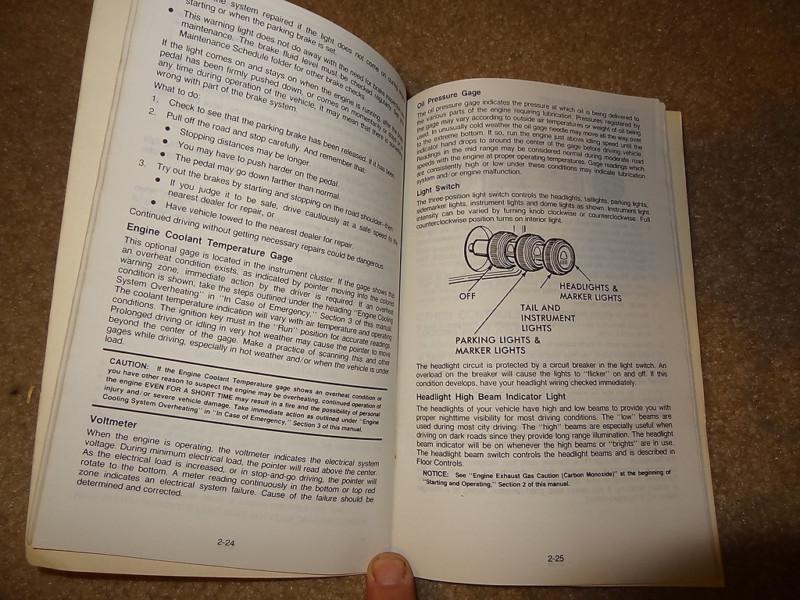 the system repaired if the light does not come on during
starting or when the parking brake is set.
• This warning light does not do away with the need for brake
maintenance. The brake fluid level must be checked regularly. See
Maintenance Schedule folder for other brake checks.
If the light comes on and stays on when the engine is running, after the
pedal has been firmly pushed down, or comes on momentarily or
any time during operation of the vehicle, it may mean that there is
wrong with part of the brake system.
What to do:
1. Check to see that the parking brake has been released, if it has been,
2. Pull off the road and stop carefully. And remember that:
• Stopping distances may be longer.
• You may have to push harder on the pedal.
• The pedal may go down farther than normal.
3. Try out the brakes by starting and stopping on the road shoulder—then
• If you judge it to be safe, drive cautiously at a safe speed to the
nearest dealer for repair, or
• Have vehicle towed to the nearest dealer for repair.
Continued driving without getting necessary repairs could be dangerous.
Engine Coolant Temperature Gage
This optional gage is located in the instrument cluster. If the gage shows that
an overheat condition exists, as indicated by pointer moving into the colored
warning zone, immediate action by the driver is required. If an overheat
condition is shown, take the steps outlined under the heading "Engine Cooling
System Overheating" in "In Case of Emergency," Section 3 of this manual.
The coolant temperature indication will vary with air temperature and operating
conditions. The ignition key must in the "Run" position for accurate readings.
Prolonged driving or idling in very hot weather may cause the pointer to move
beyond the center of the gage. Make a practice of scanning this and other
gages while driving, especially in hot weather and/or when the vehicle is under
load.
CAUTION: If the Engine Coolant Temperature gage shows an overheat condition or
you have other reason to suspect the engine may be overheating, continued operation of
the engine EVEN FOR A SHORT TIME may result in a fire and the possibility of personal
injury and/or severe vehicle damage. Take immediate action as outlined under "Engine
Cooling System Overheating" in "In Case of Emergency," Section 3 of this manual.
Voltmeter
When the engine is operating, the voltmeter indicates the electrical system
voltage. During minimum electrical load, the pointer will read above the center.
As the electrical load is increased, or in stop-and-go driving, the pointer will
rotate to the bottom. A meter reading continuously in the bottom or top red
zone indicates an electrical system failure. Cause of the failure should be
determined and corrected.
2-24
Oil Pressure Gage
The oil pressure gage indicates the pressure at which oil is being delivered to
the various parts of the engine requiring lubrication. Pressures registered by
the gage may vary according to outside air temperatures or weight of oil being
used. In unusually cold weather the oil gage needle may move all the way over
to the extreme bottom. If so, run the engine just above idling speed until the
indicator hand drops to around the center of the gage before driving vehicle.
Readings in the mid range may be considered normal during moderate road
speeds with the engine at proper operating temperatures. Gage readings which
are consistently high or low under these conditions may indicate lubrication
system and/or engine malfunction.
Light Switch
The three-position light switch controls the headlights, taillights, parking lights,
sidemarker lights, instrument lights and dome lights as shown. Instrument light
intensity can be varied by turning knob clockwise or counterclockwise. Full
counterclockwise position turns on interior light.
OFF
HEADLIGHTS &
MARKER LIGHTS
TAIL AND
INSTRUMENT
LIGHTS
PARKING LIGHTS &
MARKER LIGHTS
The headlight circuit is protected by a circuit breaker in the light switch. An
overload on the breaker will cause the lights to "flicker" on and off. If this
condition develops, have your headlight wiring checked immediately.
Headlight High Beam Indicator Light
The headlights of your vehicle have high and low beams to provide you with
proper nighttime visibility for most driving conditions. The "low" beams are
used during most city driving. The "high" beams are especially useful when
driving on dark roads since they provide long range illumination. The headlight
beam indicator will be on whenever the high beams or "brights" are in use.
The headlight beam switch controls the headlight beams and is described in
Floor Controls.
NOTICE: See "Engine Exhaust Gas Caution (Carbon Monoxide)" at the beginning of
"Starting and Operating," Section 2 of this manual.
2-25